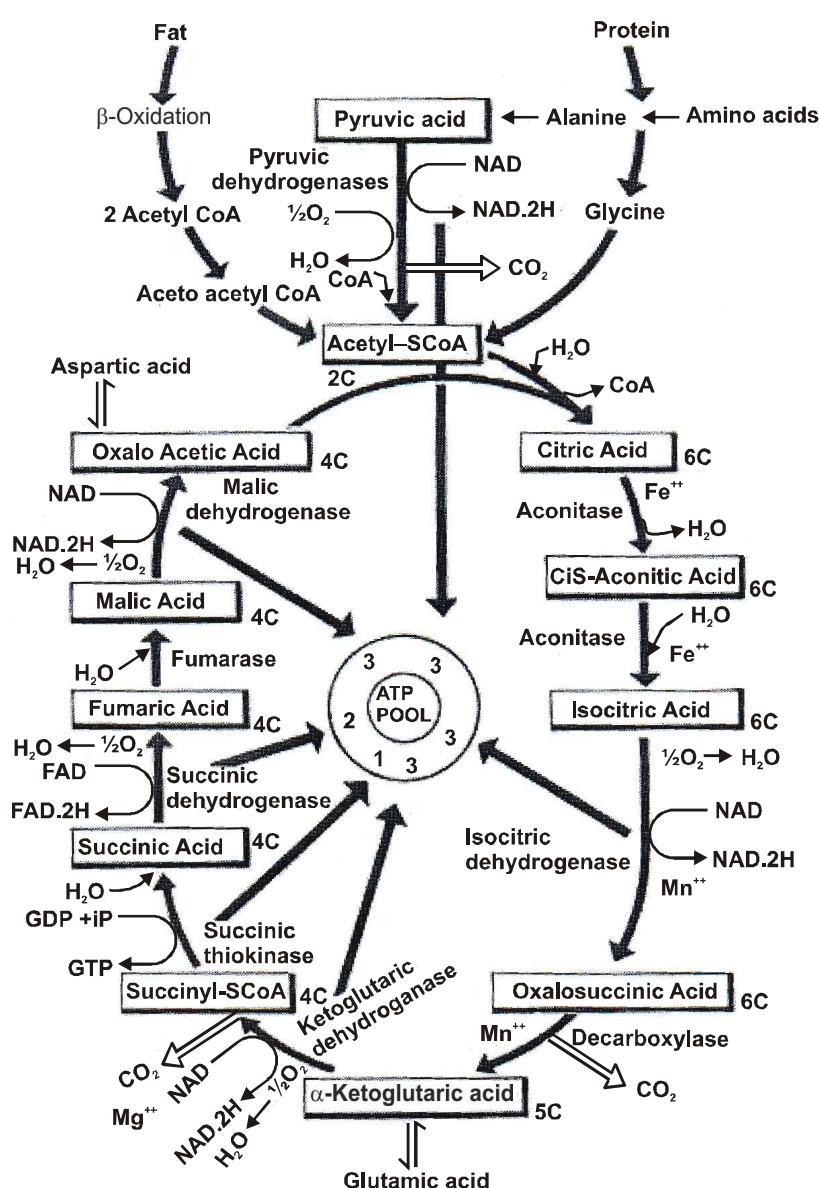 Fat
Protein
β-Oxidation
Pyruvic acid
Alanine
Amino acids
Pyruvic
dehydrogenases
NAD
NAD.2H
½O₂
H₂O
CoA
CO₂
2 Acetyl CoA
Glycine
Aceto acetyl CoA
Acetyl–SCoA
2C
H₂O
CoA
Aspartic acid
Oxalo Acetic Acid
4C
Citric Acid
6C
NAD
Malic
dehydrogenase
NAD.2H
H₂O
½O₂
Fe⁺⁺
Aconitase
H₂O
CiS-Aconitic Acid
6C
Malic Acid
4C
H₂O
Aconitase
Fe⁺⁺
H₂O
Fumarase
Fumaric Acid
4C
Isocitric Acid
6C
3
3
ATP
POOL
2
3
1
3
H₂O
½O₂
FAD
Succinic
dehydrogenase
FAD.2H
½O₂
H₂O
NAD
Isocitric
dehydrogenase
NAD.2H
Mn⁺⁺
Succinic Acid
4C
H₂O
GDP +iP
Succinic
thiokinase
GTP
Succinyl-SCoA
4C
Ketoglutaric
dehydroganase
Oxalosuccinic Acid
6C
Mn⁺⁺
Decarboxylase
CO₂
CO₂
NAD
Mg⁺⁺
NAD.2H
½O₂
H₂O
α-Ketoglutaric acid
5C
Glutamic acid